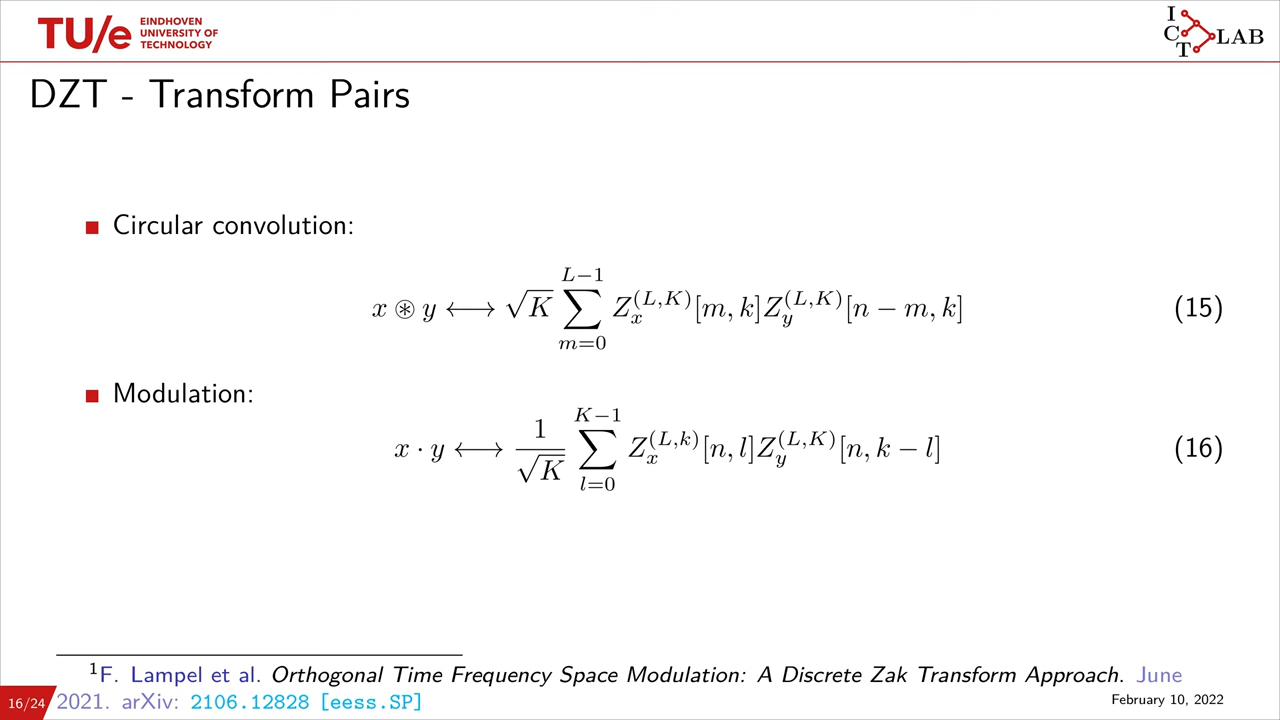 TU/e EINDHOVEN UNIVERSITY OF TECHNOLOGY
I C T LAB
DZT - Transform Pairs
Circular convolution:
x ⊛ y ⟷ √K ∑_{m=0}^{L−1} Z_x^{(L,K)}[m, k]Z_y^{(L,K)}[n − m, k] (15)
Modulation:
x · y ⟷ 1/√K ∑_{l=0}^{K−1} Z_x^{(L,k)}[n, l]Z_y^{(L,K)}[n, k − l] (16)
¹F. Lampel et al. Orthogonal Time Frequency Space Modulation: A Discrete Zak Transform Approach. June
2021. arXiv: 2106.12828 [eess.SP]
16/24
February 10, 2022